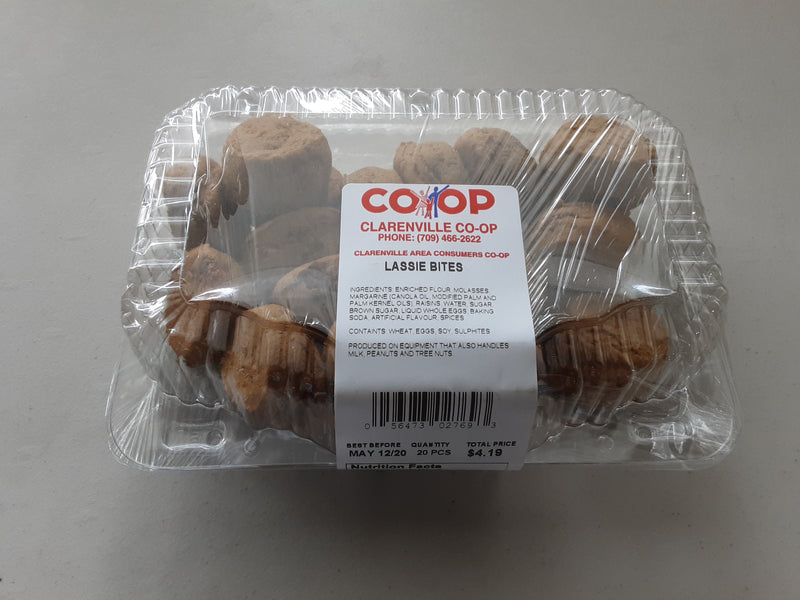 CO-OP
CLARENVILLE CO-OP
PHONE: (709) 466-2622
CLARENVILLE AREA CONSUMERS CO-OP
LASSIE BITES
INGREDIENTS: ENRICHED FLOUR, MOLASSES,
MARGARINE (CANOLA OIL, MODIFIED PALM AND
PALM KERNEL OILS), RAISINS, WATER, SUGAR,
BROWN SUGAR, LIQUID WHOLE EGGS, BAKING
SODA, ARTIFICIAL FLAVOUR, SPICES
CONTAINTS: WHEAT, EGGS, SOY, SULPHITES
PRODUCED ON EQUIPMENT THAT ALSO HANDLES
MILK, PEANUTS AND TREE NUTS
0 56473 02769 3
BEST BEFORE QUANTITY TOTAL PRICE
MAY 12/20 20 PCS $4.19
Nutrition Facts